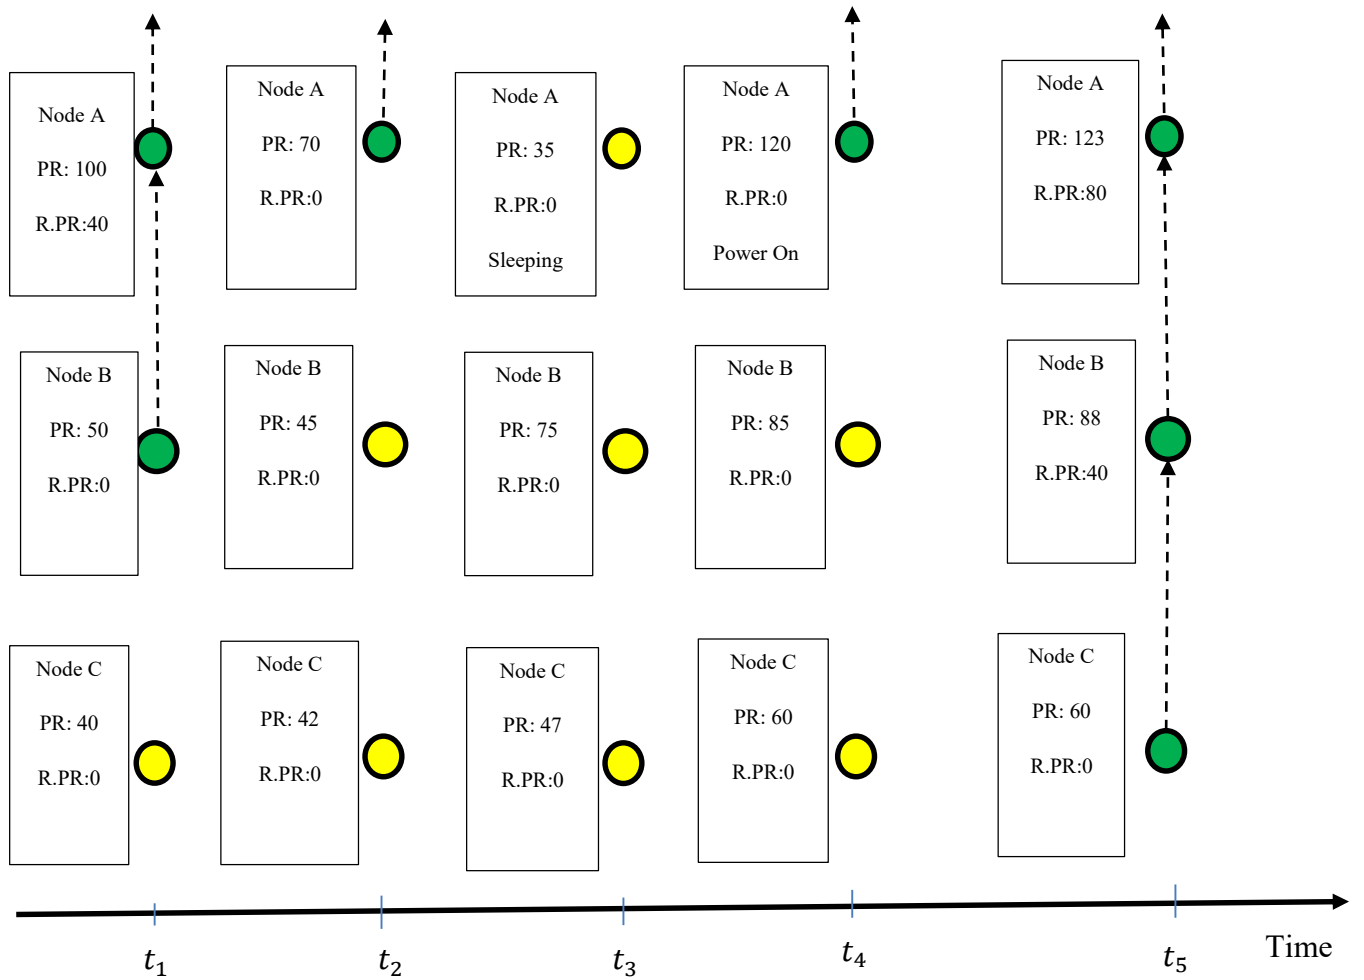 Node A
PR: 100
R.PR:40
Node A
PR: 70
R.PR:0
Node A
PR: 35
R.PR:0
Sleeping
Node A
PR: 120
R.PR:0
Power On
Node A
PR: 123
R.PR:80
Node B
PR: 50
R.PR:0
Node B
PR: 45
R.PR:0
Node B
PR: 75
R.PR:0
Node B
PR: 85
R.PR:0
Node B
PR: 88
R.PR:40
Node C
PR: 40
R.PR:0
Node C
PR: 42
R.PR:0
Node C
PR: 47
R.PR:0
Node C
PR: 60
R.PR:0
Node C
PR: 60
R.PR:0
t₁ t₂ t₃ t₄ t₅ Time